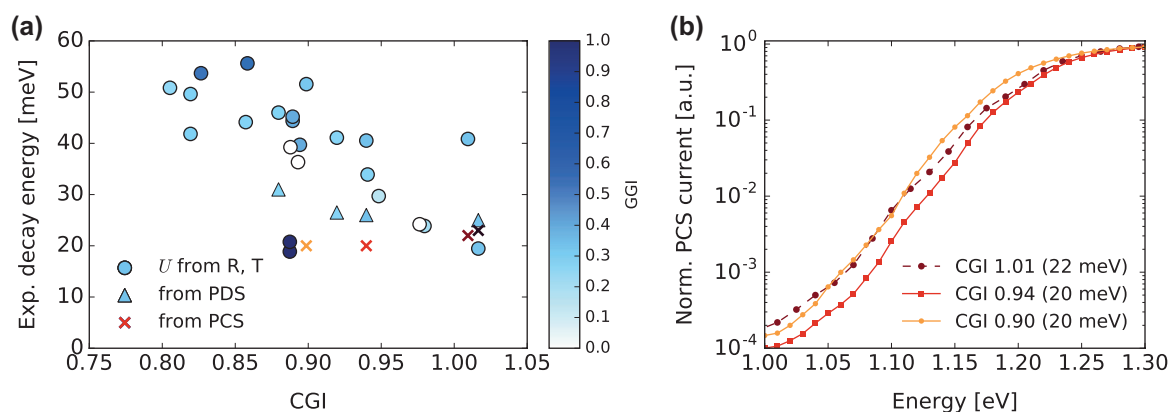 (a)
Exp. decay energy [meV]
60
50
40
30
20
10
0
U from R, T
from PDS
from PCS
0.75 0.80 0.85 0.90 0.95 1.00 1.05
CGI
1.0
0.9
0.8
0.7
0.6
0.5
0.4
0.3
0.2
0.1
0.0
GGI
(b)
Norm. PCS current [a.u.]
10^0
10^-1
10^-2
10^-3
10^-4
CGI 1.01 (22 meV)
CGI 0.94 (20 meV)
CGI 0.90 (20 meV)
1.00 1.05 1.10 1.15 1.20 1.25 1.30
Energy [eV]